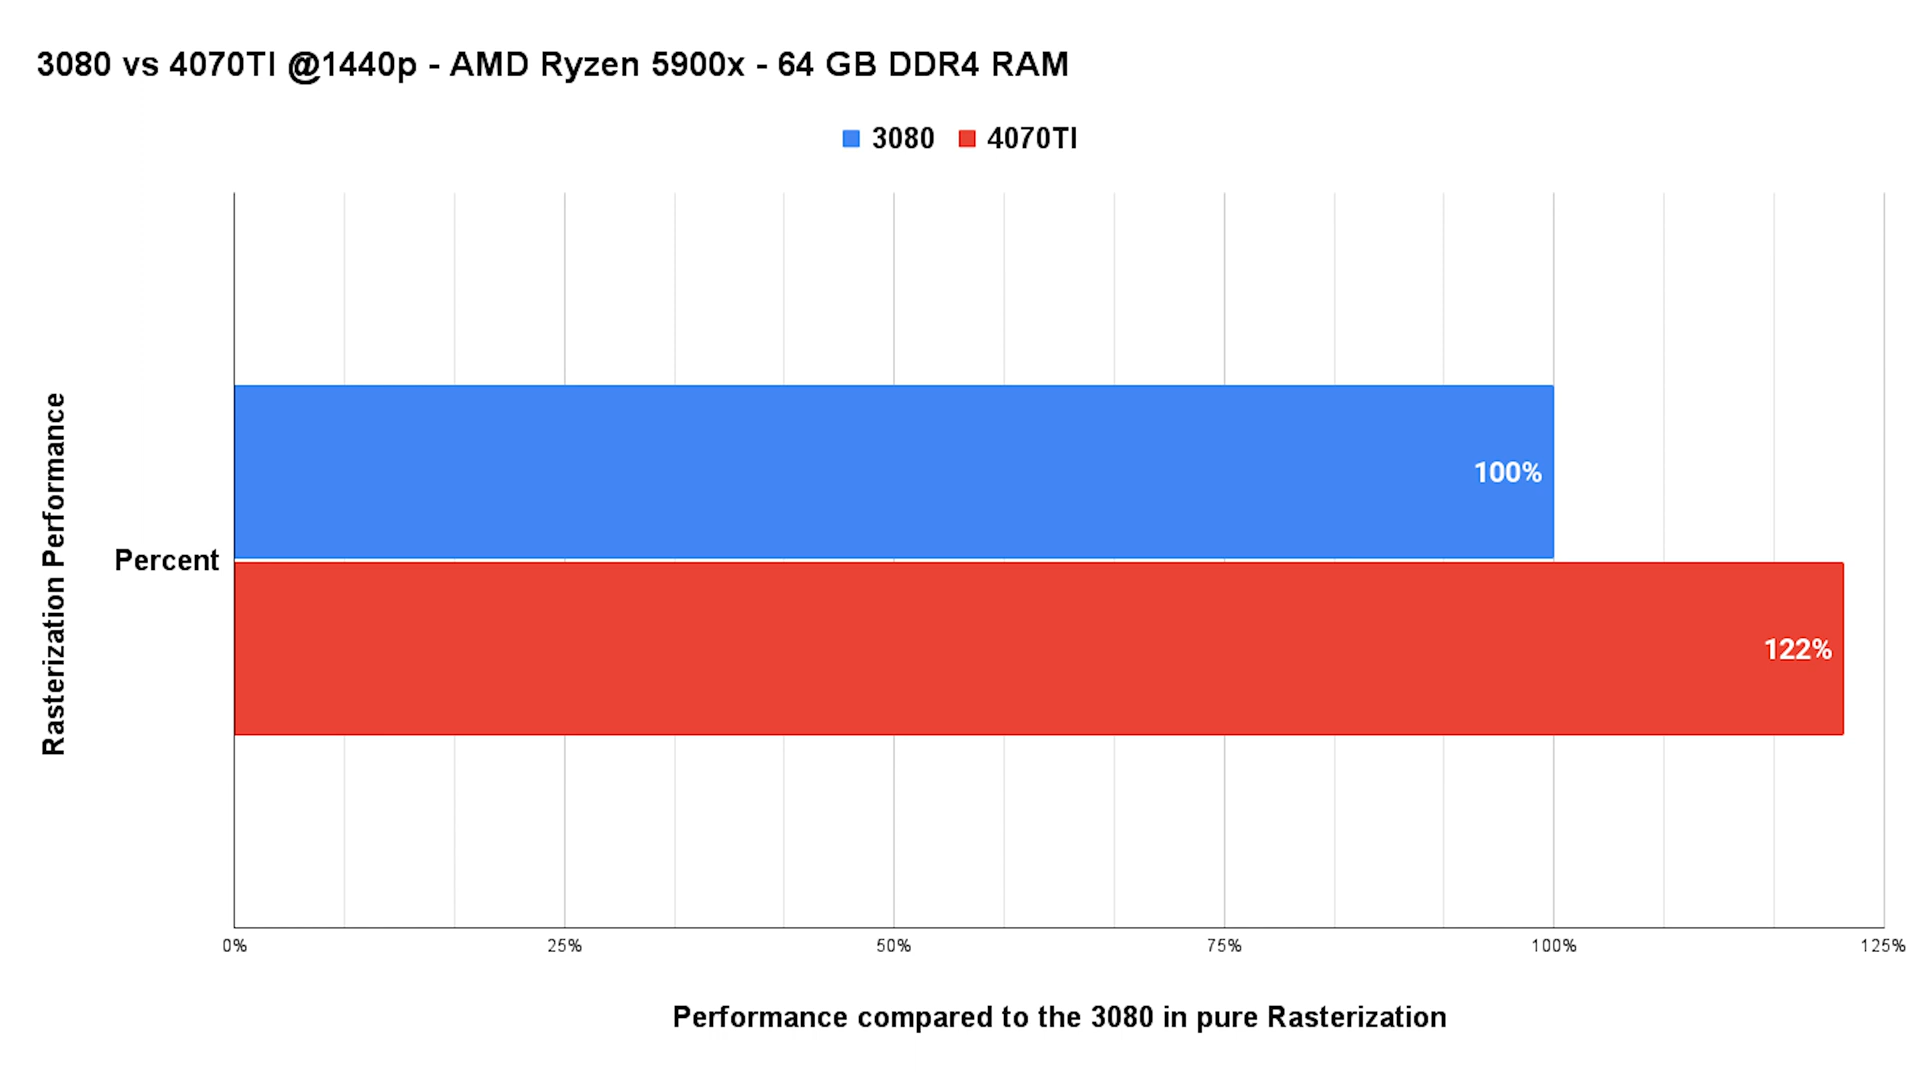 3080 vs 4070TI @1440p - AMD Ryzen 5900x - 64 GB DDR4 RAM
3080 4070TI
Rasterization Performance
Percent
100%
122%
0% 25% 50% 75% 100% 125%
Performance compared to the 3080 in pure Rasterization